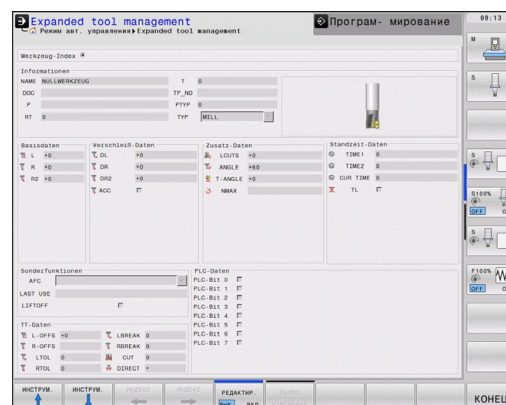 Expanded tool management
Режим авт. управления Expanded tool management
Програм- мирование
08:13
Werkzeug-Index
Informationen
NAME NULLWERKZEUG T 0
DOC TP_NO
P PTYP 0
RT 0 TYP MILL
M
S
Basisdaten
L +0
R +0
R2 +0
Verschleiß-Daten
DL +0
DR +0
DR2 +0
ACC
Zusatz-Daten
LCUTS +0
ANGLE +60
T-ANGLE +0
NMAX
Standzeit-Daten
TIME1 0
TIME2 0
CUR TIME 0
TL
S
S100%
OFF
S
F100%
OFF
Sonderfunktionen
AFC
LAST USE
LIFTOFF
PLC-Daten
PLC-Bit 0
PLC-Bit 1
PLC-Bit 2
PLC-Bit 3
PLC-Bit 4
PLC-Bit 5
PLC-Bit 6
PLC-Bit 7
TT-Daten
L-OFFS +0 LBREAK 0
R-OFFS RBREAK 0
LTOL 0 CUT 0
RTOL 0 DIRECT
ИНСТРУМ.
ИНСТРУМ.
ИНДЕКС
ИНДЕКС
РЕДАКТИР.
ВЫК ВКЛ
КОНЕЦ